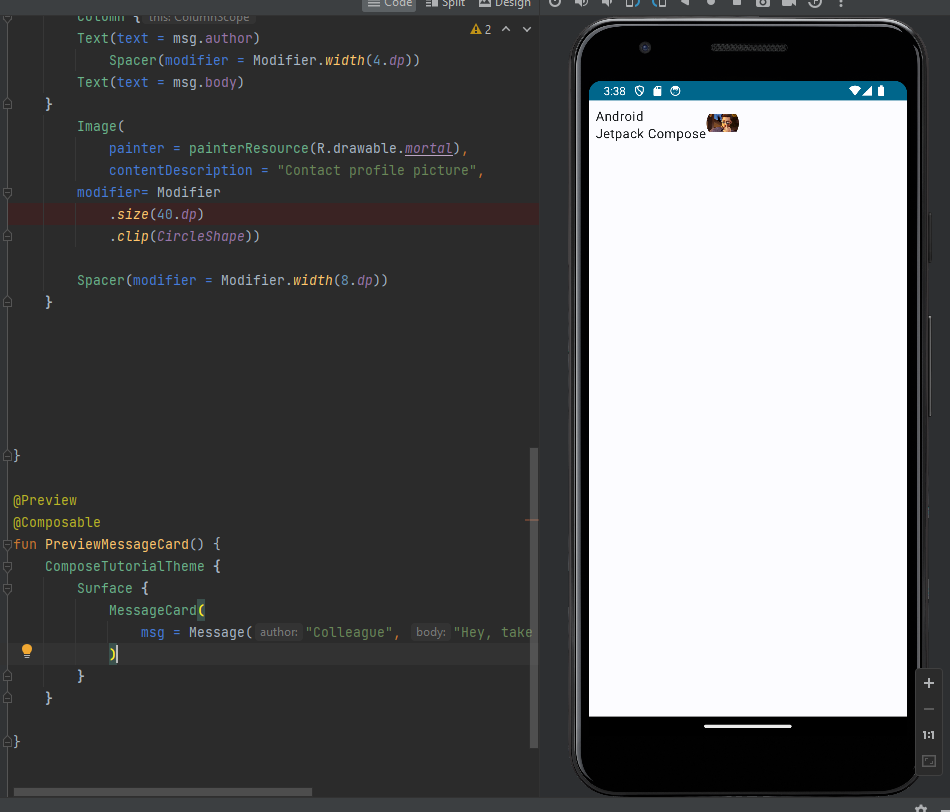 Code Split Design
Column { this: ColumnScope
Text(text = msg.author)
2
Spacer(modifier = Modifier.width(4.dp))
Text(text = msg.body)
}
Image(
painter = painterResource(R.drawable.mortal),
contentDescription = "Contact profile picture",
modifier= Modifier
.size(40.dp)
.clip(CircleShape))
Spacer(modifier = Modifier.width(8.dp))
}
}
@Preview
@Composable
fun PreviewMessageCard() {
ComposeTutorialTheme {
Surface {
MessageCard(
msg = Message( author: "Colleague", body: "Hey, take
)
}
}
}
3:38
Android
Jetpack Compose
1:1